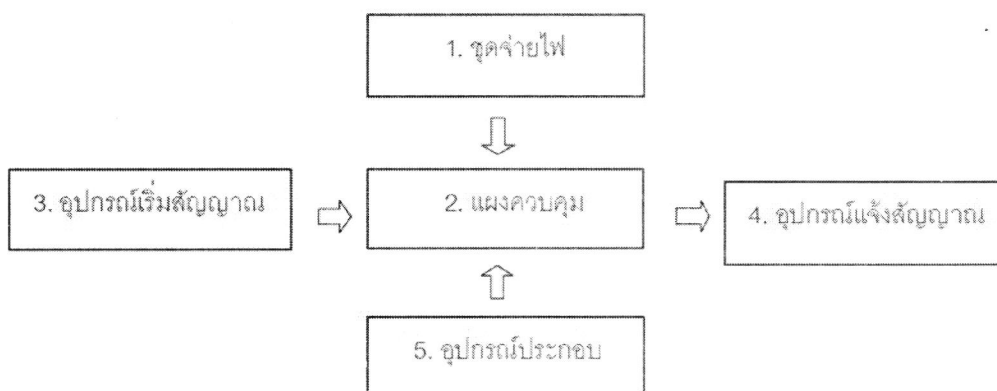 1. ชุดจ่ายไฟ
3. อุปกรณ์เริ่มสัญญาณ
2. แผงควบคุม
4. อุปกรณ์แจ้งสัญญาณ
5. อุปกรณ์ประกอบ